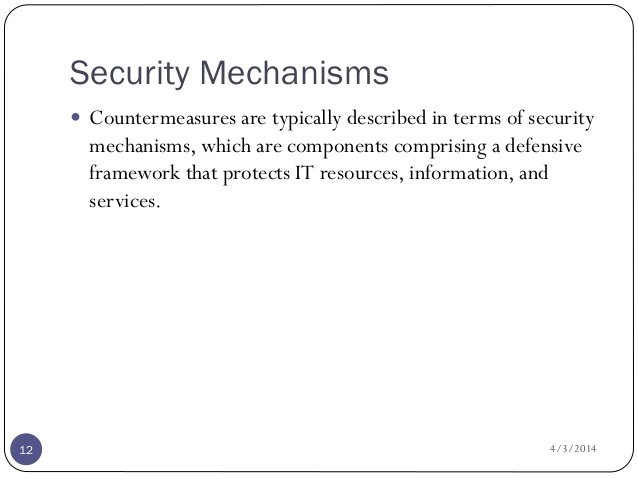 Security Mechanisms
• Countermeasures are typically described in terms of security
mechanisms, which are components comprising a defensive
framework that protects IT resources, information, and
services.
12
4/3/2014